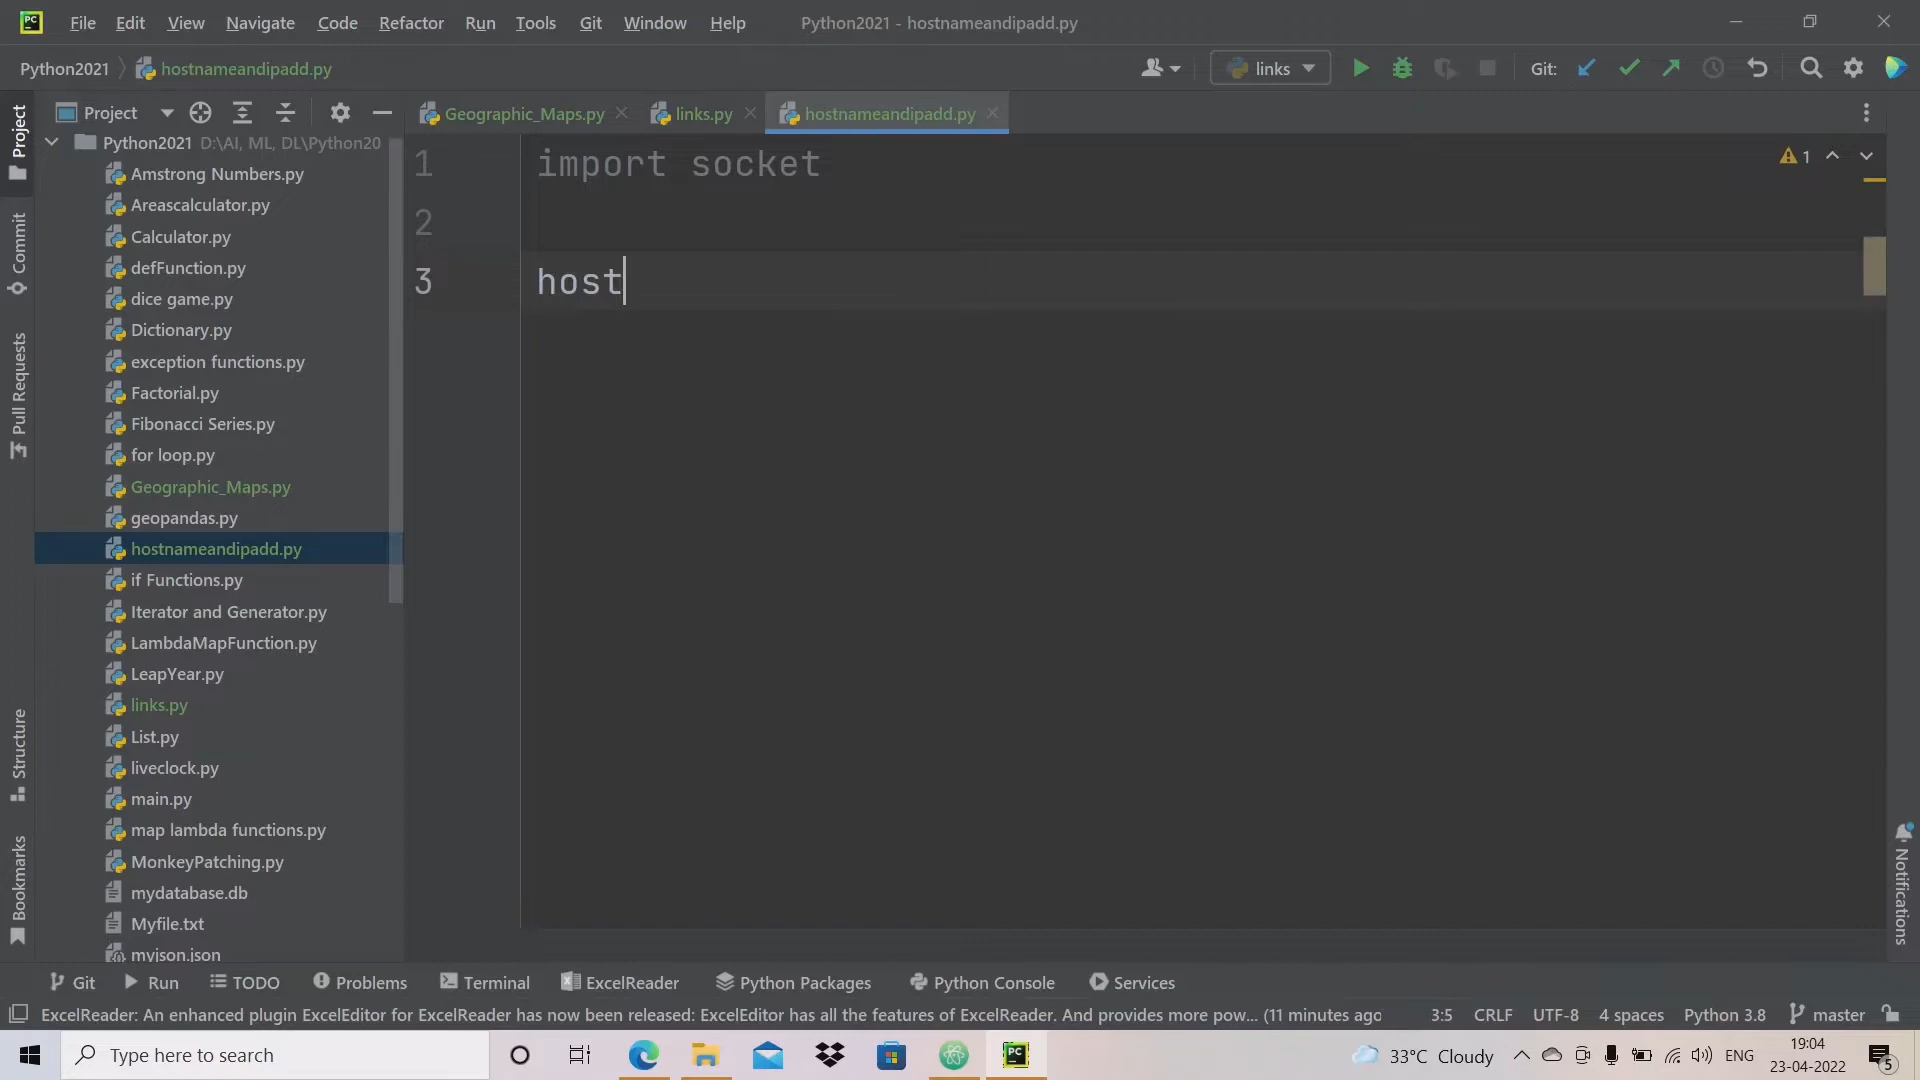 PC File Edit View Navigate Code Refactor Run Tools Git Window Help Python2021 - hostnameandipadd.py
Python2021 hostnameandipadd.py links Git:
Project Geographic_Maps.py links.py hostnameandipadd.py
Python2021 D:\AI, ML, DL\Python20
Amstrong Numbers.py
Areascalculator.py
Calculator.py
defFunction.py
dice game.py
Dictionary.py
exception functions.py
Factorial.py
Fibonacci Series.py
for loop.py
Geographic_Maps.py
geopandas.py
hostnameandipadd.py
if Functions.py
Iterator and Generator.py
LambdaMapFunction.py
LeapYear.py
links.py
List.py
liveclock.py
main.py
map lambda functions.py
MonkeyPatching.py
mydatabase.db
Myfile.txt
myjson.json
Project
Commit
Pull Requests
Structure
Bookmarks
1 import socket
2
3 host
1
Notifications
Git Run TODO Problems Terminal ExcelReader Python Packages Python Console Services
ExcelReader: An enhanced plugin ExcelEditor for ExcelReader has now been released: ExcelEditor has all the features of ExcelReader. And provides more pow... (11 minutes ago 3:5 CRLF UTF-8 4 spaces Python 3.8 master
Type here to search PC 33°C Cloudy ENG 19:04
23-04-2022 5